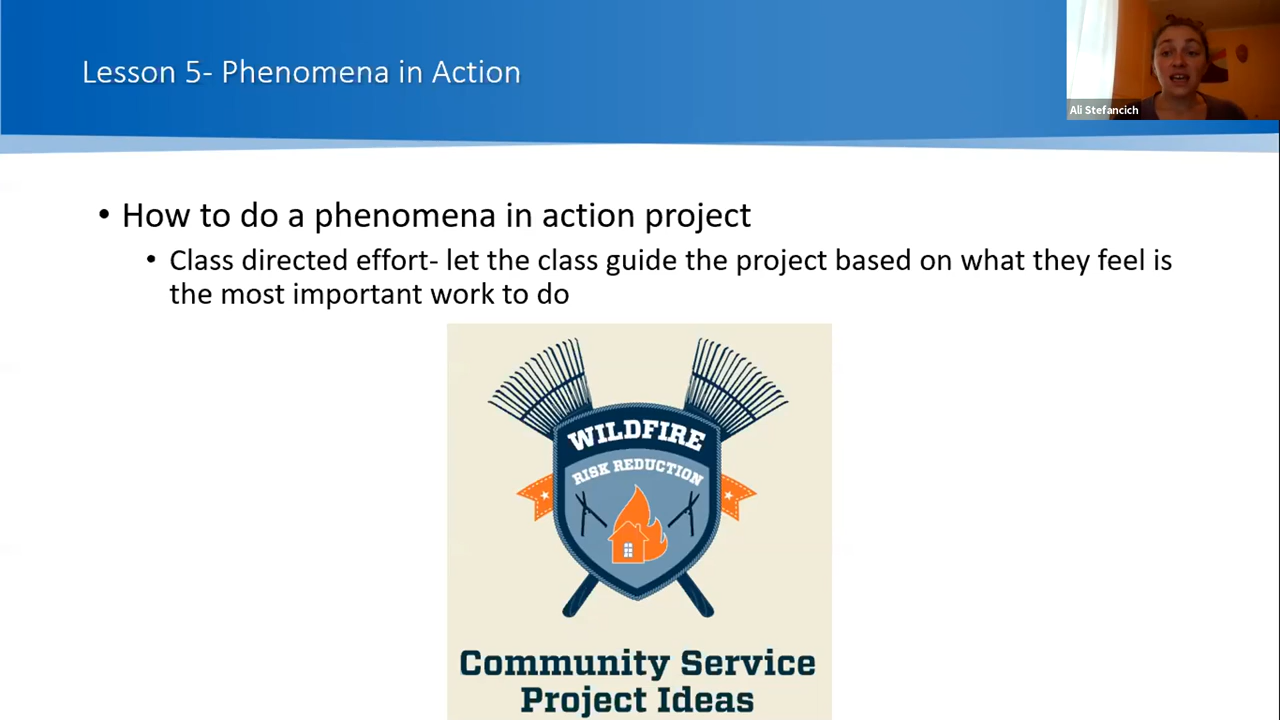 Lesson 5- Phenomena in Action
Ali Stefancich
• How to do a phenomena in action project
• Class directed effort- let the class guide the project based on what they feel is
the most important work to do
WILDFIRE
RISK REDUCTION
Community Service
Project Ideas